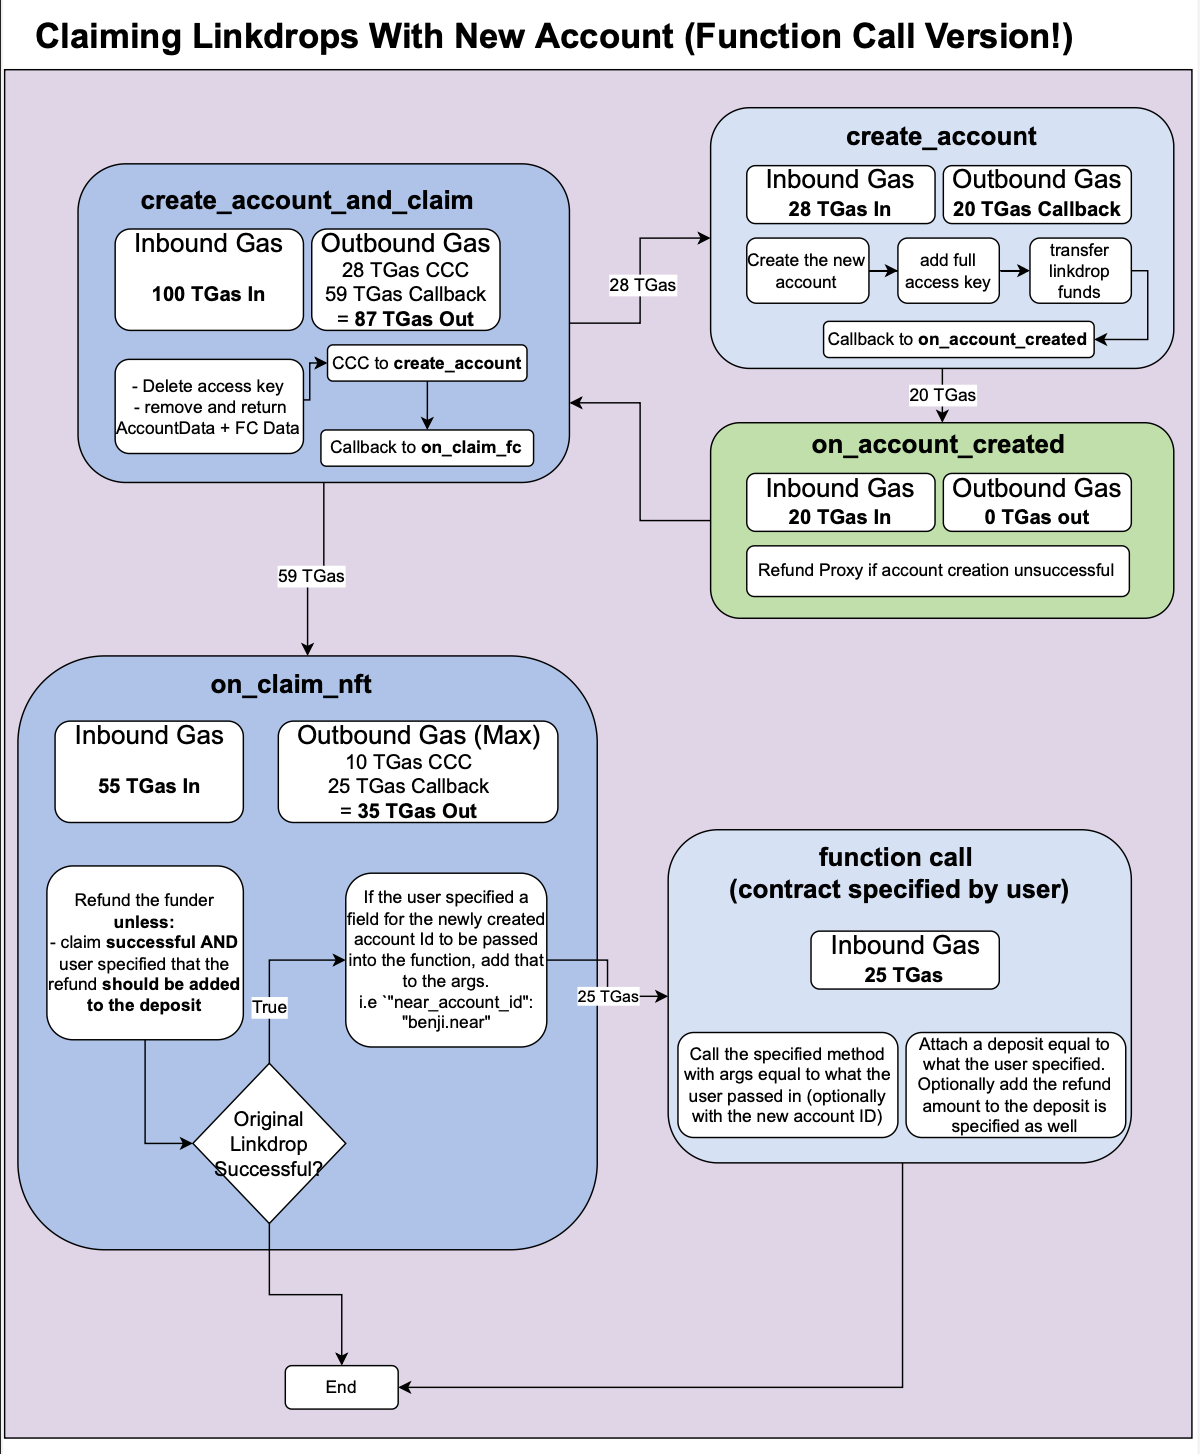 Claiming Linkdrops With New Account (Function Call Version!)
create_account_and_claim
Inbound Gas
100 TGas In
Outbound Gas
28 TGas CCC
59 TGas Callback
= 87 TGas Out
- Delete access key
- remove and return
AccountData + FC Data
CCC to create_account
Callback to on_claim_fc
28 TGas
create_account
Inbound Gas
28 TGas In
Outbound Gas
20 TGas Callback
Create the new
account
add full
access key
transfer
linkdrop
funds
Callback to on_account_created
20 TGas
on_account_created
Inbound Gas
20 TGas In
Outbound Gas
0 TGas out
Refund Proxy if account creation unsuccessful
59 TGas
on_claim_nft
Inbound Gas
55 TGas In
Outbound Gas (Max)
10 TGas CCC
25 TGas Callback
= 35 TGas Out
Refund the funder
unless:
- claim successful AND
user specified that the
refund should be added
to the deposit
True
Original
Linkdrop
Successful?
If the user specified a
field for the newly created
account Id to be passed
into the function, add that
to the args.
i.e `"near_account_id":
"benji.near"
25 TGas
function call
(contract specified by user)
Inbound Gas
25 TGas
Call the specified method
with args equal to what the
user passed in (optionally
with the new account ID)
Attach a deposit equal to
what the user specified.
Optionally add the refund
amount to the deposit is
specified as well
End